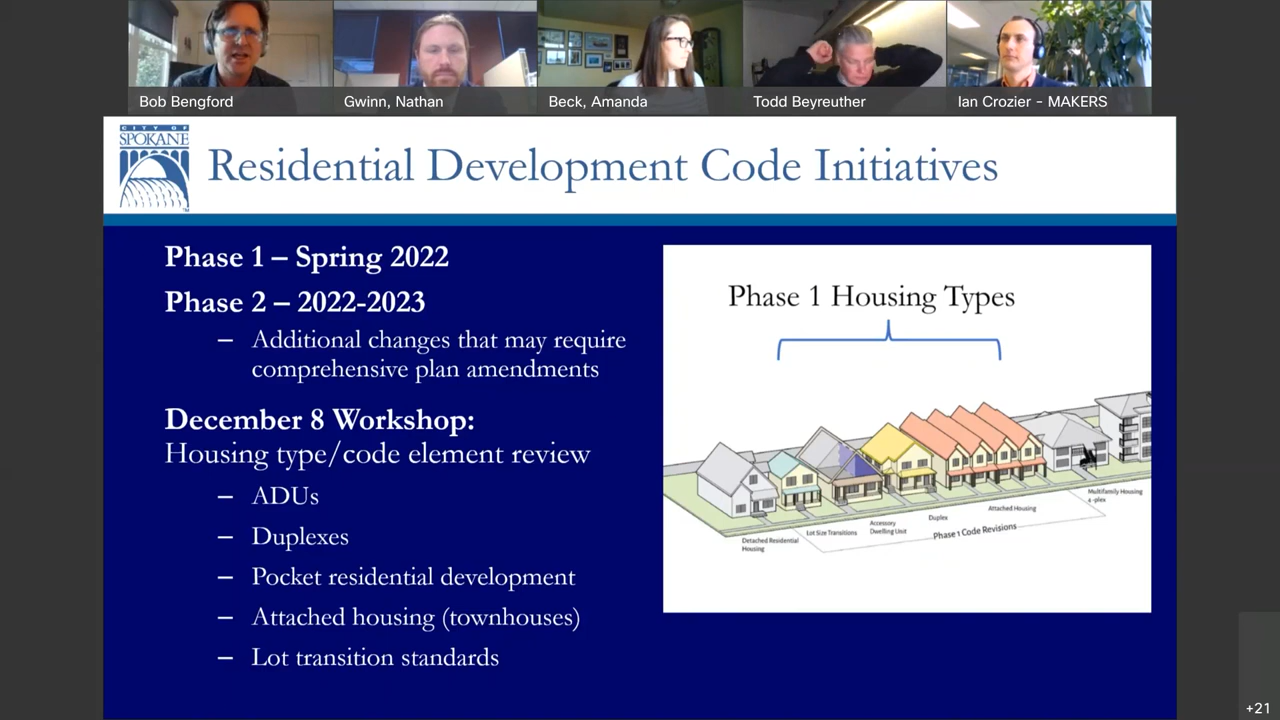 Bob Bengford
Gwinn, Nathan
Beck, Amanda
Todd Beyreuther
Ian Crozier - MAKERS
CITY OF
SPOKANE
Residential Development Code Initiatives
Phase 1 – Spring 2022
Phase 2 – 2022-2023
– Additional changes that may require
comprehensive plan amendments
December 8 Workshop:
Housing type/code element review
– ADUs
– Duplexes
– Pocket residential development
– Attached housing (townhouses)
– Lot transition standards
Phase 1 Housing Types
Detached Residential
Housing
Lot Size Transitions
Accessory
Dwelling Unit
Duplex
Attached Housing
Multifamily Housing
4 -plex
Phase 1 Code Revisions
+21